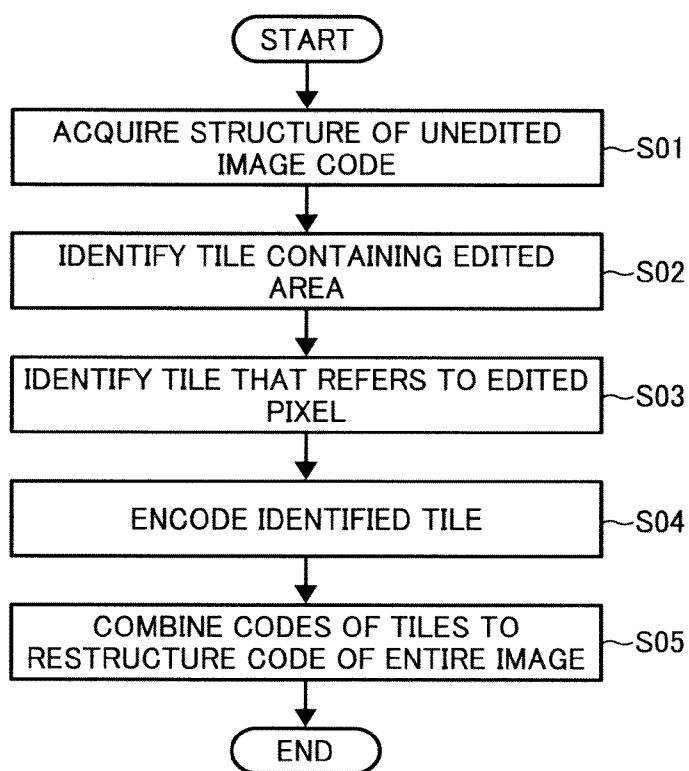 START
ACQUIRE STRUCTURE OF UNEDITED
IMAGE CODE
S01
IDENTIFY TILE CONTAINING EDITED
AREA
S02
IDENTIFY TILE THAT REFERS TO EDITED
PIXEL
S03
ENCODE IDENTIFIED TILE
S04
COMBINE CODES OF TILES TO
RESTRUCTURE CODE OF ENTIRE IMAGE
S05
END